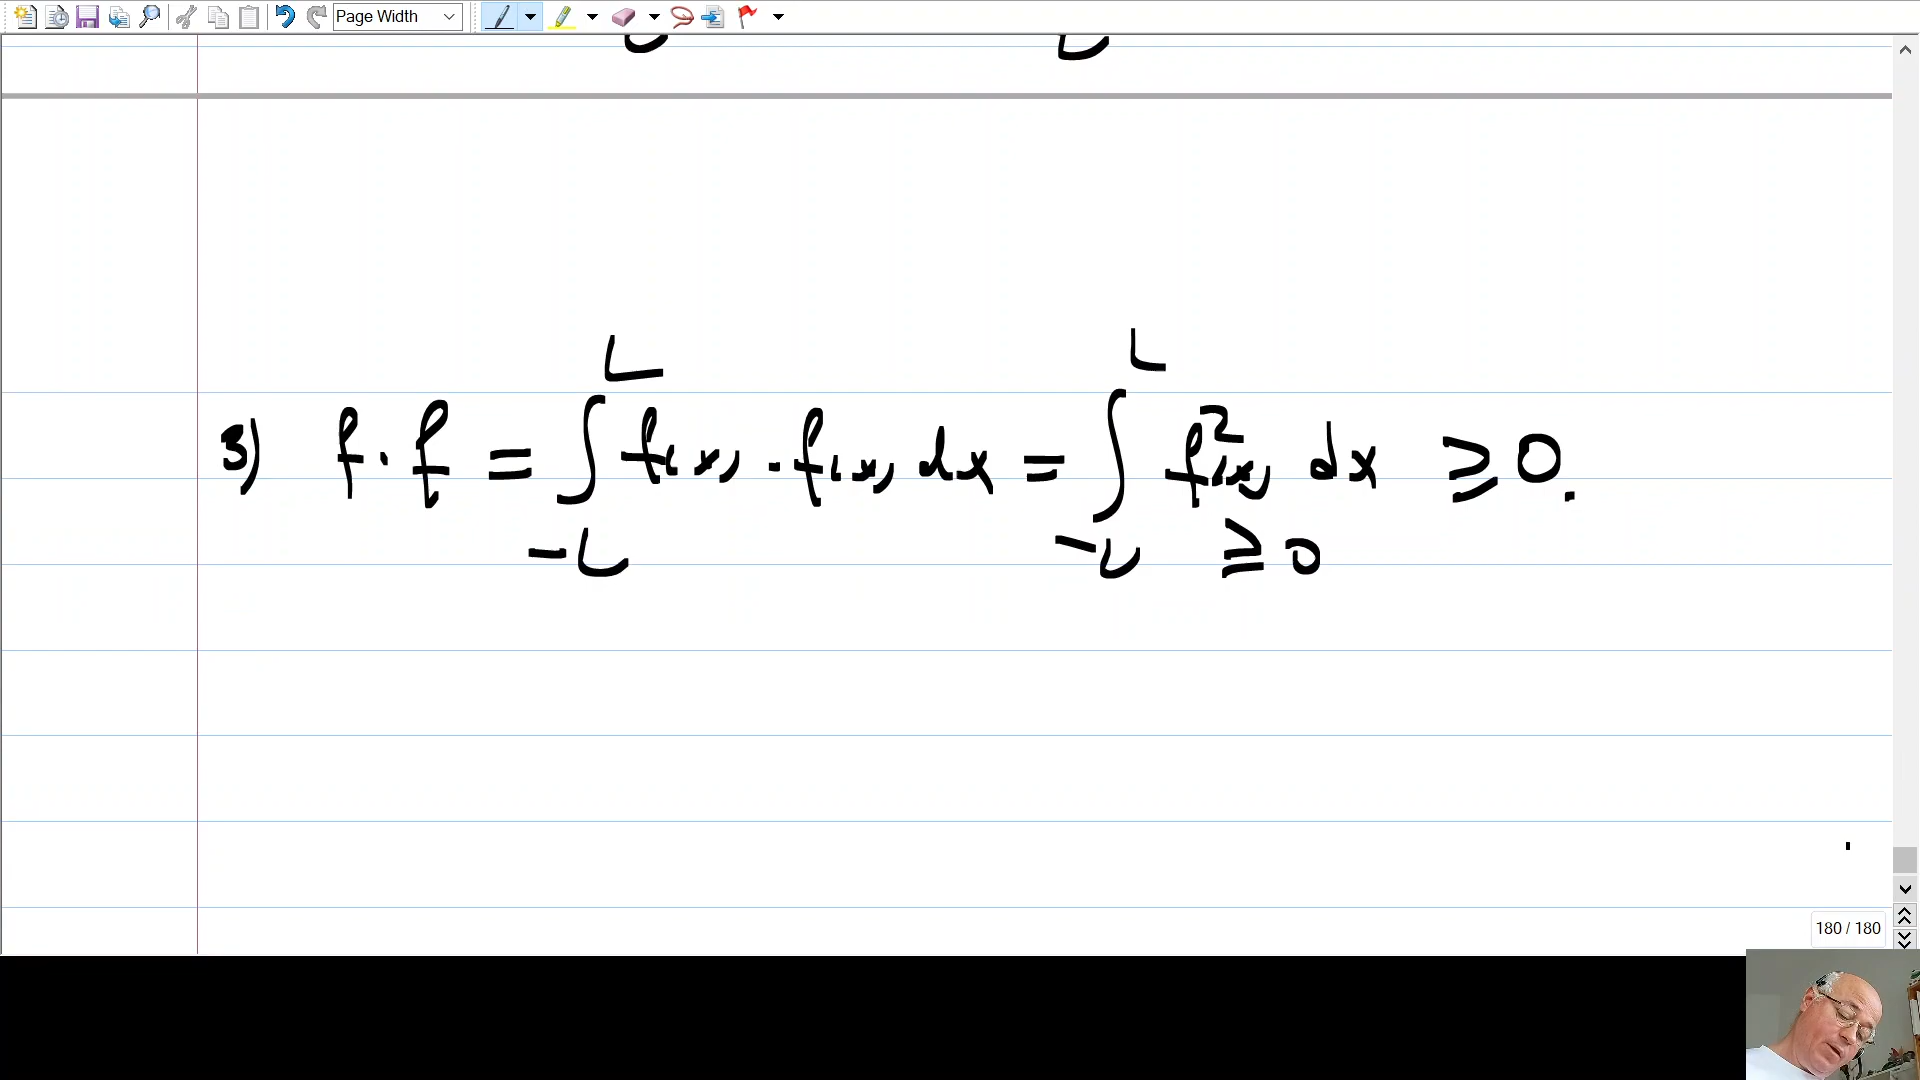 Page Width
L L
3) f · f = ∫ f(x) · f(x) dx = ∫ f²(x) dx ≥ 0.
-L -L ≥ 0
180 / 180